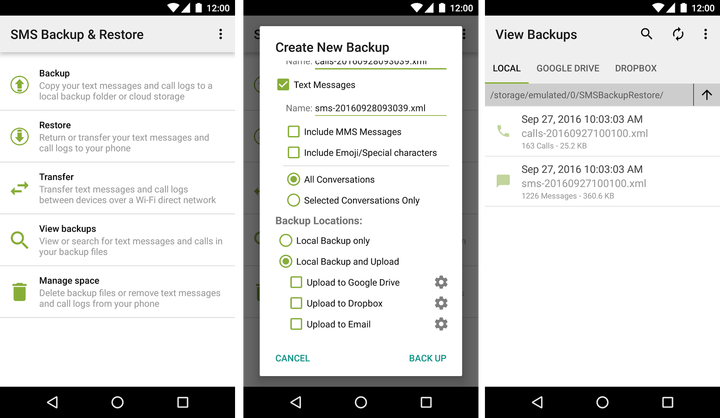 12:00
SMS Backup & Restore
Backup
Copy your text messages and call logs to a
local backup folder or cloud storage
Restore
Return or transfer your text messages and
call logs to your phone
Transfer
Transfer text messages and call logs
between devices over a Wi-Fi direct network
View backups
View or search for text messages and calls in
your backup files
Manage space
Delete backup files or remove text messages
and call logs from your phone
12:00
Create New Backup
Name: calls-20160928093039.xml
Text Messages
Name: sms-20160928093039.xml
Include MMS Messages
Include Emoji/Special characters
All Conversations
Selected Conversations Only
Backup Locations:
Local Backup only
Local Backup and Upload
Upload to Google Drive
Upload to Dropbox
Upload to Email
CANCEL BACK UP
12:00
View Backups
LOCAL GOOGLE DRIVE DROPBOX
/storage/emulated/0/SMSBackupRestore/
Sep 27, 2016 10:03:03 AM
calls-20160927100100.xml
163 Calls - 25.2 KB
Sep 27, 2016 10:03:03 AM
sms-20160927100100.xml
1226 Messages - 360.6 KB